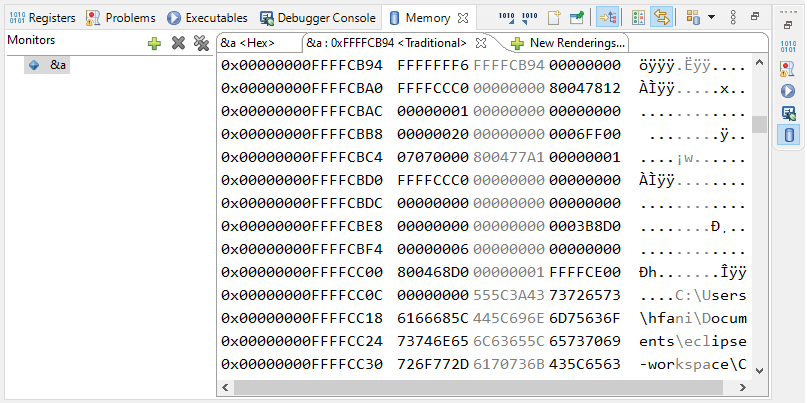 Registers Problems Executables Debugger Console Memory
Monitors
&a
&a <Hex> &a : 0xFFFFCB94 <Traditional> New Renderings...
0x00000000FFFFCB94 FFFFFFF6 FFFFCB94 00000000 öÿÿÿ.Ëÿÿ....
0x00000000FFFFCBA0 FFFFCCC0 00000000 80047812 ÀÌÿÿ.....x..
0x00000000FFFFCBAC 00000001 00000000 00000000 ............
0x00000000FFFFCBB8 00000020 00000000 0006FF00  ........ÿ..
0x00000000FFFFCBC4 07070000 800477A1 00000001 ....¡w......
0x00000000FFFFCBD0 FFFFCCC0 00000000 00000000 ÀÌÿÿ........
0x00000000FFFFCBDC 00000000 00000000 00000000 ............
0x00000000FFFFCBE8 00000000 00000000 0003B8D0 ........Ð¸..
0x00000000FFFFCBF4 00000006 00000000 00000000 ............
0x00000000FFFFCC00 800468D0 00000001 FFFFCE00 Ðh.......Îÿÿ
0x00000000FFFFCC0C 00000000 555C3A43 73726573 ....C:\Users
0x00000000FFFFCC18 6166685C 445C696E 6D75636F \hfani\Docum
0x00000000FFFFCC24 73746E65 6C63655C 65737069 ents\eclipse
0x00000000FFFFCC30 726F772D 6170736B 435C6563 -workspace\C